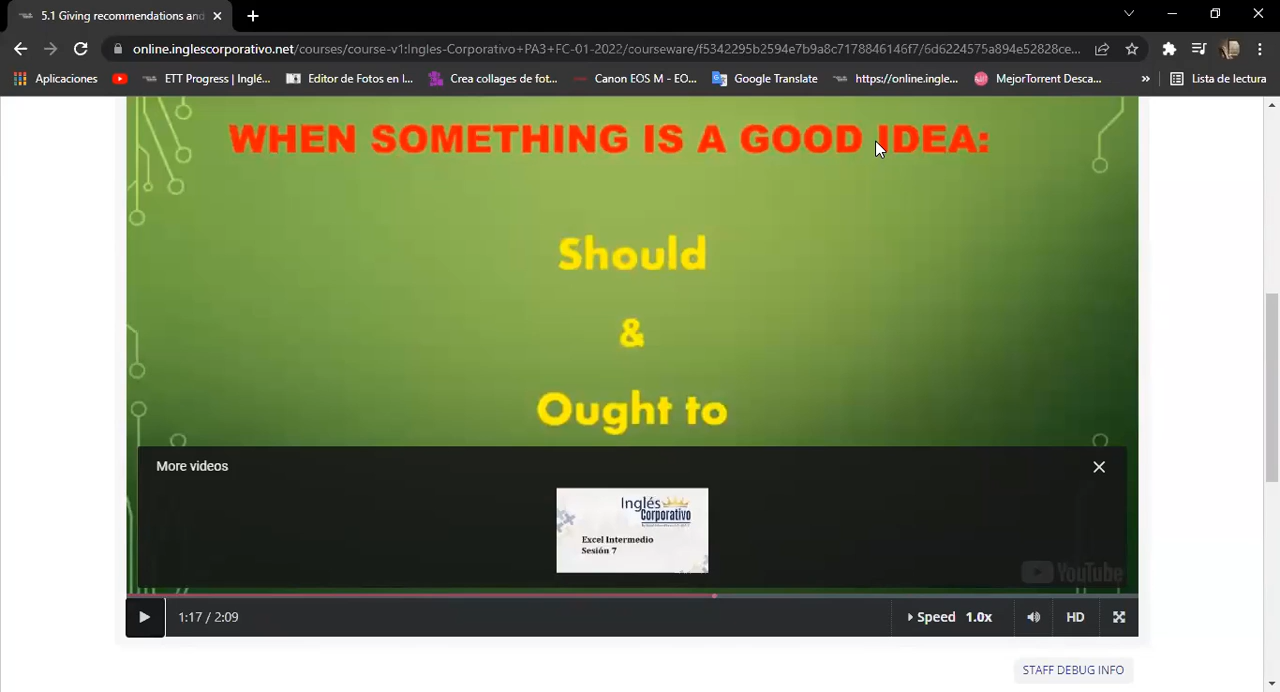 5.1 Giving recommendations and
online.inglescorporativo.net/courses/course-v1:Ingles-Corporativo+PA3+FC-01-2022/courseware/f5342295b2594e7b9a8c7178846146f7/6d6224575a894e52828ce...
Aplicaciones
ETT Progress | Inglé...
Editor de Fotos en l...
Crea collages de fot...
Canon EOS M - EO...
Google Translate
https://online.ingle...
MejorTorrent Desca...
»
Lista de lectura
WHEN SOMETHING IS A GOOD IDEA:
Should
&
Ought to
More videos
Inglés
Corporativo
Excel Intermedio
Sesión 7
YouTube
1:17 / 2:09
Speed 1.0x
HD
STAFF DEBUG INFO